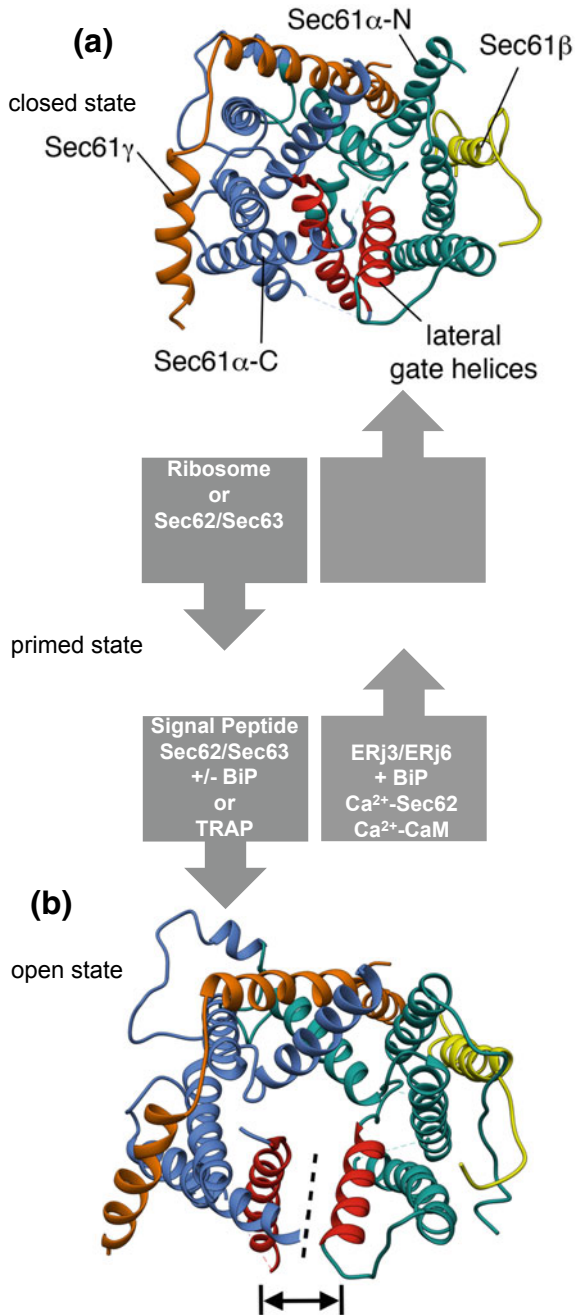 (a)
Sec61α-N
Sec61β
closed state
Sec61γ
Sec61α-C
lateral
gate helices
Ribosome
or
Sec62/Sec63
primed state
Signal Peptide
Sec62/Sec63
+/- BiP
or
TRAP
ERj3/ERj6
+ BiP
Ca²⁺-Sec62
Ca²⁺-CaM
(b)
open state